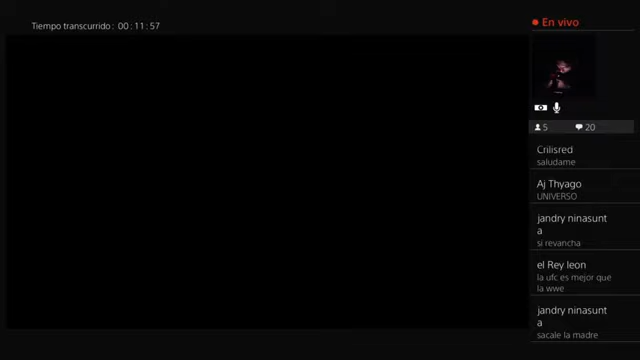 Tiempo transcurrido: 00:11:57
En vivo
5
20
Crilisred
saludame
Aj Thyago
UNIVERSO
jandry ninasunt
a
si revancha
el Rey leon
la ufc es mejor que
la wwe
jandry ninasunt
a
sacale la madre